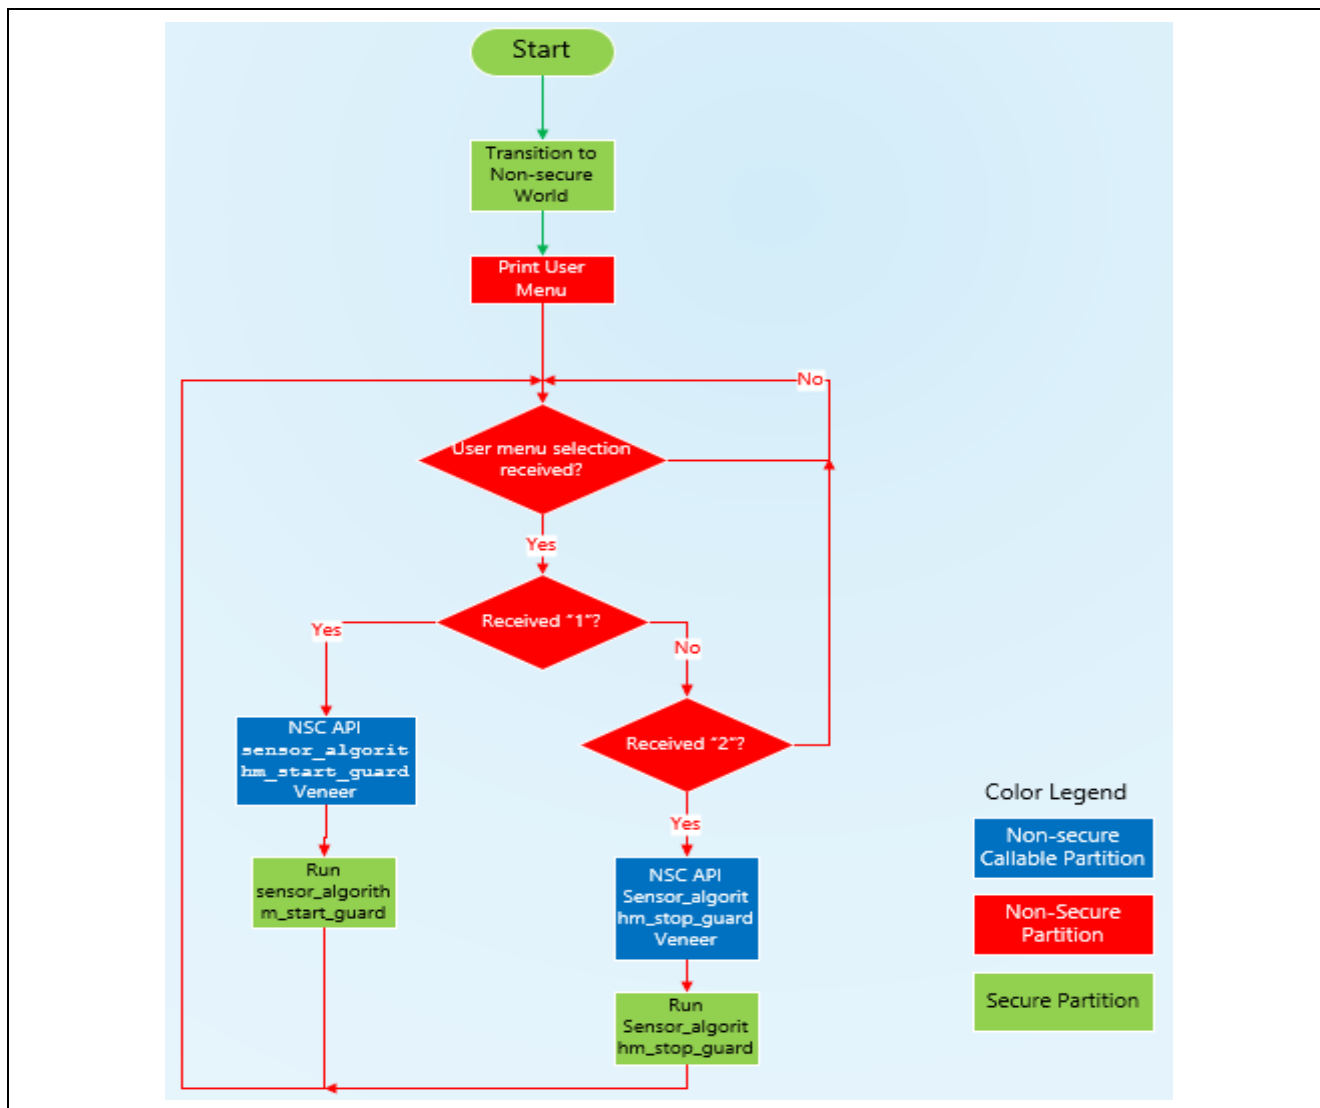 Start
Transition to
Non-secure
World
Print User
Menu
No
User menu selection
received?
Yes
Received "1"?
Yes
No
NSC API
sensor_algorit
hm_start_guard
Veneer
Received "2"?
Yes
Run
sensor_algorith
m_start_guard
NSC API
Sensor_algorit
hm_stop_guard
Veneer
Run
Sensor_algorit
hm_stop_guard
Color Legend
Non-secure
Callable Partition
Non-Secure
Partition
Secure Partition